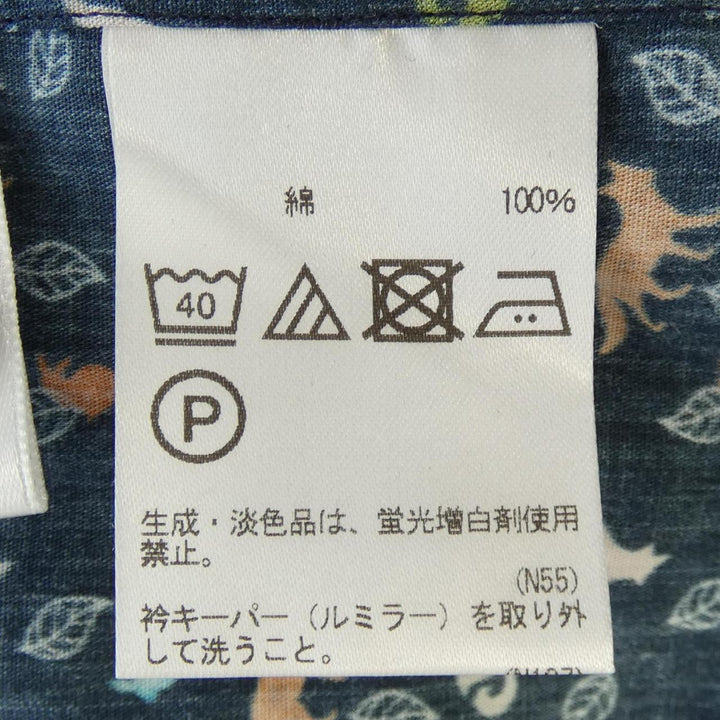 綿 100%
40
P
生成・淡色品は、蛍光増白剤使用
禁止。
(N55)
衿キーパー（ルミラー）を取り外
して洗うこと。